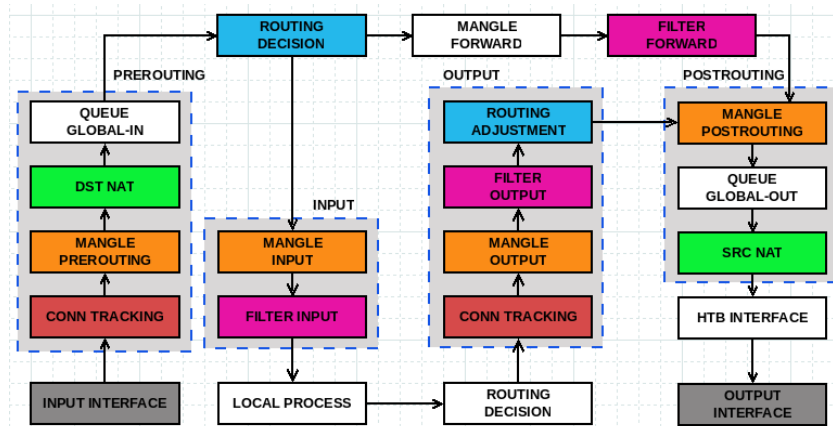 ROUTING
DECISION
MANGLE
FORWARD
FILTER
FORWARD
PREROUTING
OUTPUT
POSTROUTING
QUEUE
GLOBAL-IN
DST NAT
MANGLE
PREROUTING
CONN TRACKING
INPUT INTERFACE
INPUT
MANGLE
INPUT
FILTER INPUT
LOCAL PROCESS
ROUTING
ADJUSTMENT
FILTER
OUTPUT
MANGLE
OUTPUT
CONN TRACKING
ROUTING
DECISION
MANGLE
POSTROUTING
QUEUE
GLOBAL-OUT
SRC NAT
HTB INTERFACE
OUTPUT
INTERFACE